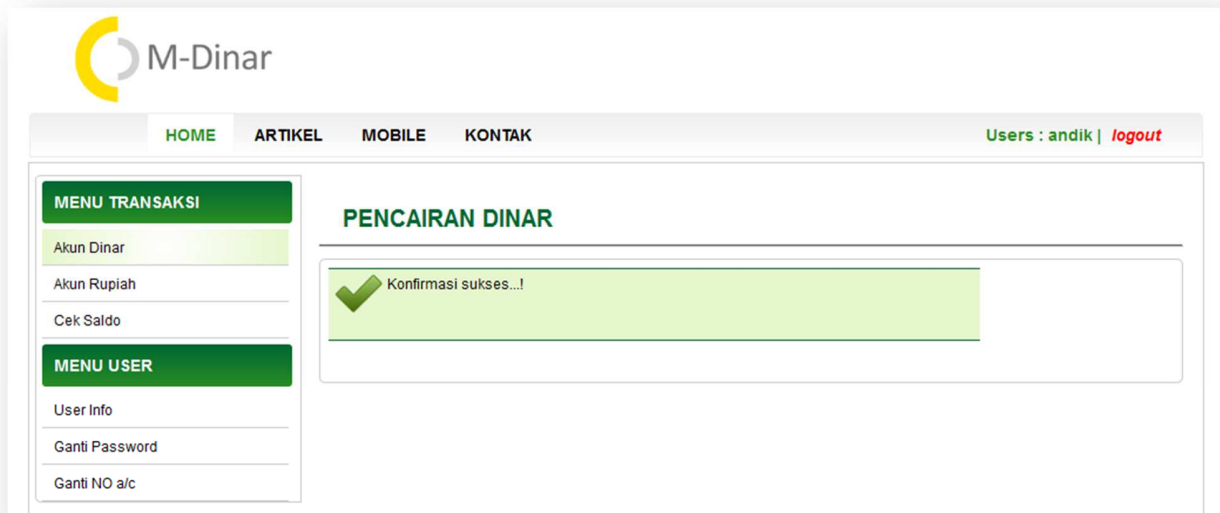 M-Dinar
HOME ARTIKEL MOBILE KONTAK Users : andik | logout
MENU TRANSAKSI
Akun Dinar
Akun Rupiah
Cek Saldo
MENU USER
User Info
Ganti Password
Ganti NO a/c
PENCAIRAN DINAR
Konfirmasi sukses...!